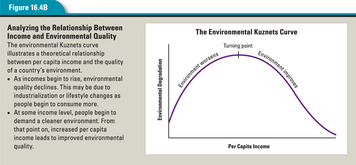 Figure 16.4B
Analyzing the Relationship Between
Income and Environmental Quality
The environmental Kuznets curve
illustrates a theoretical relationship
between per capita income and the quality
of a country's environment.
• As incomes begin to rise, environmental
quality declines. This may be due to
industrialization or lifestyle changes as
people begin to consume more.
• At some income level, people begin to
demand a cleaner environment. From
that point on, increased per capita
income leads to improved environmental
quality.
The Environmental Kuznets Curve
Turning point
Environment worsens
Environment improves
Environmental Degradation
Per Capita Income